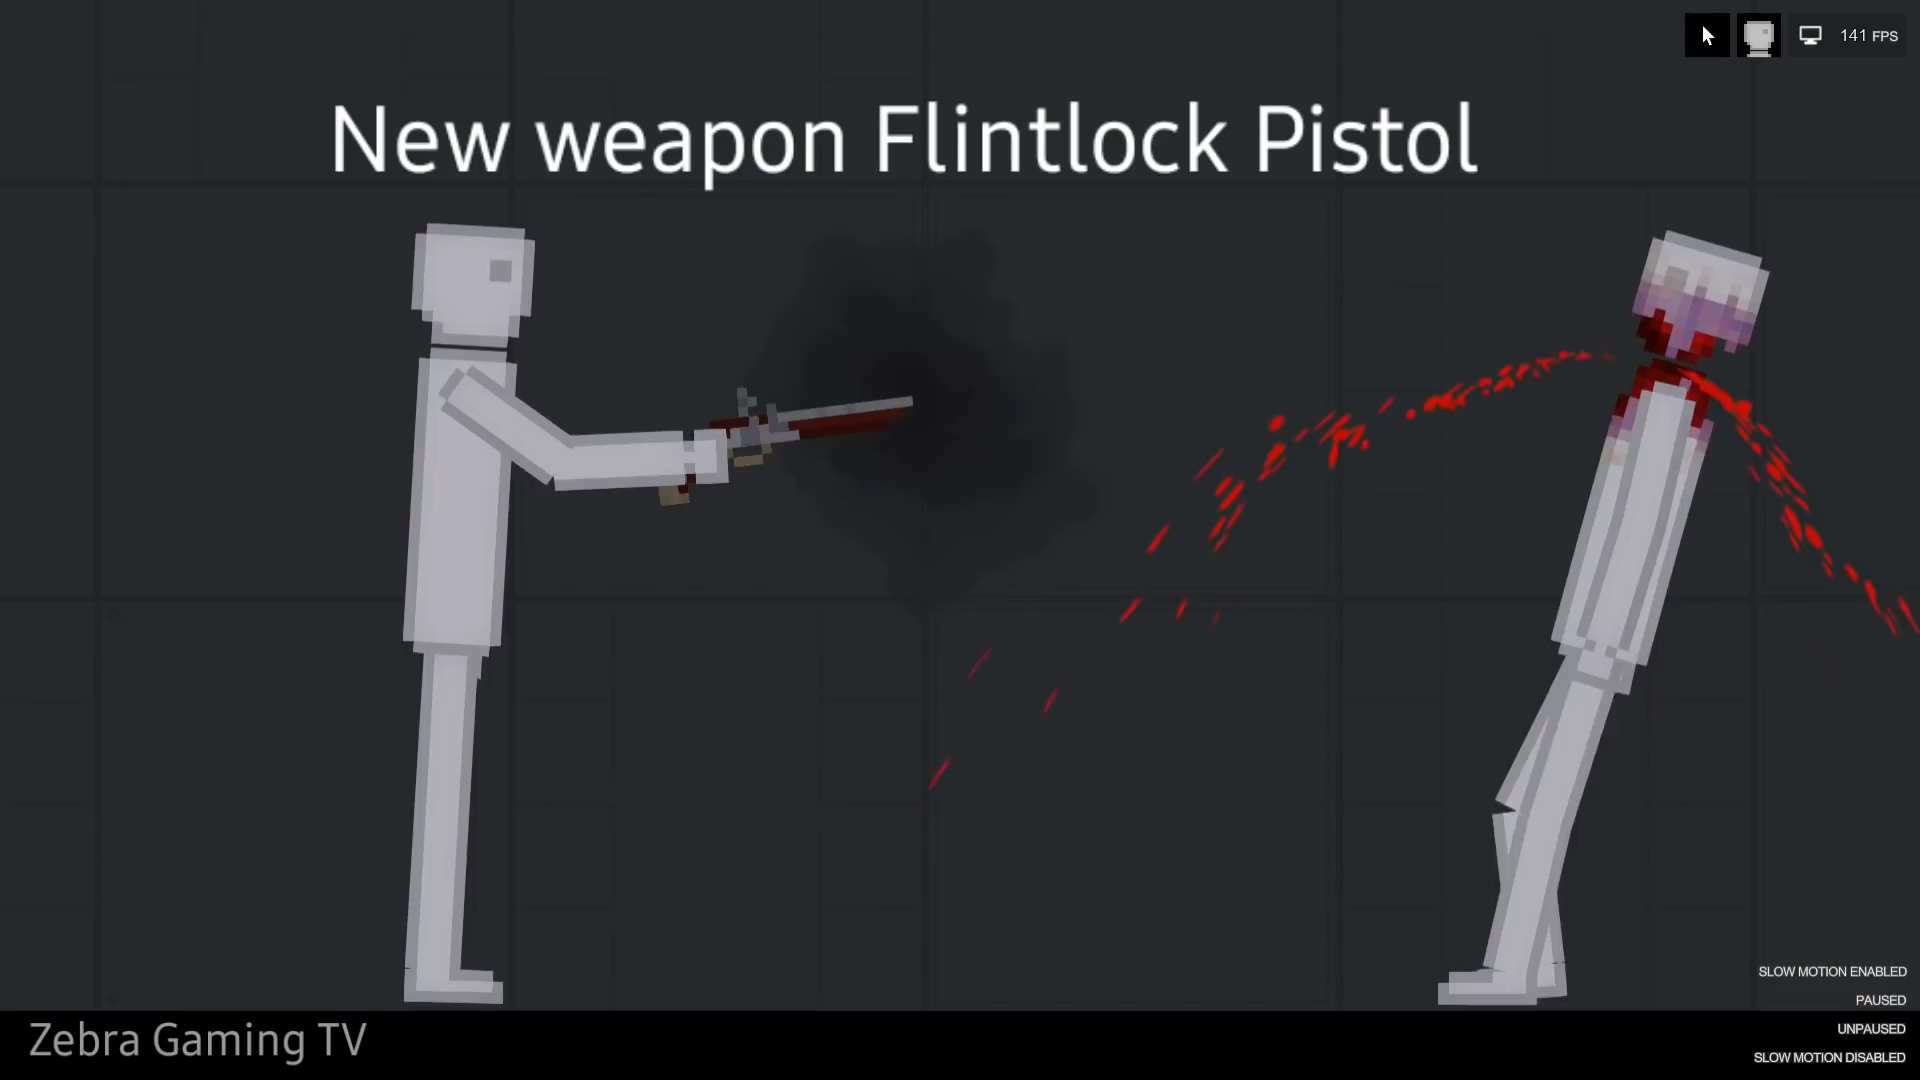 141 FPS
New weapon Flintlock Pistol
SLOW MOTION ENABLED
PAUSED
UNPAUSED
SLOW MOTION DISABLED
Zebra Gaming TV